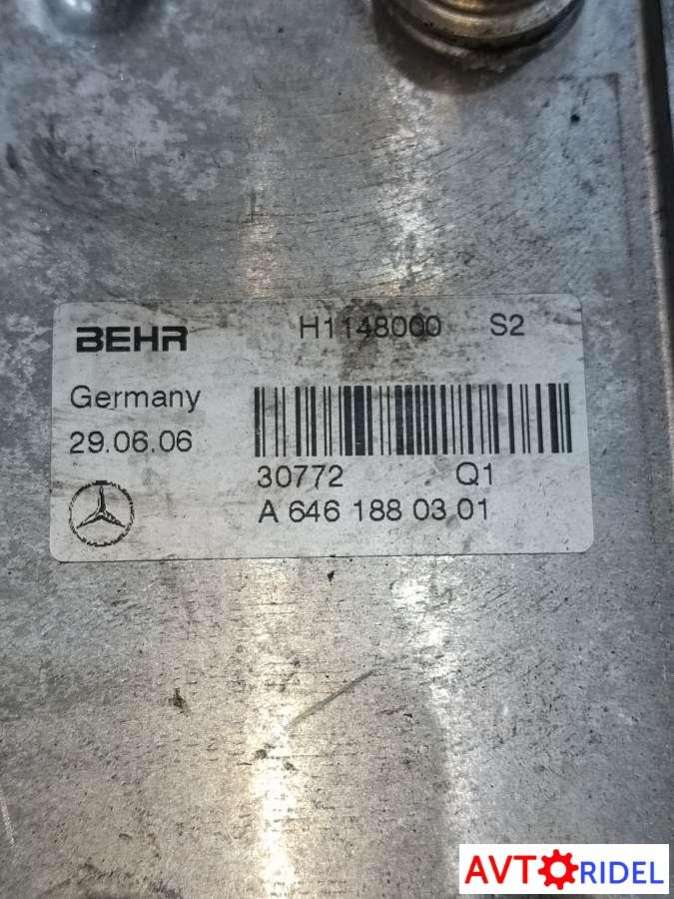 BEHR H1148000 S2
Germany
29.06.06
30772 Q1
A 646 188 03 01
AVTORIDEL